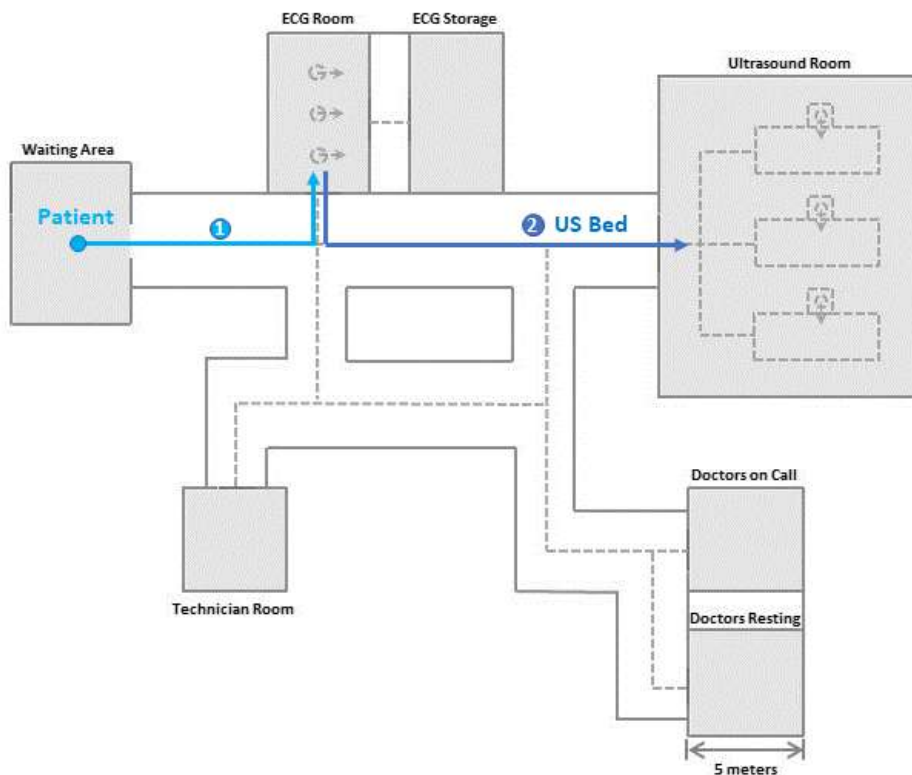 ECG Room
ECG Storage
Ultrasound Room
Waiting Area
Patient
1
2 US Bed
Doctors on Call
Technician Room
Doctors Resting
5 meters